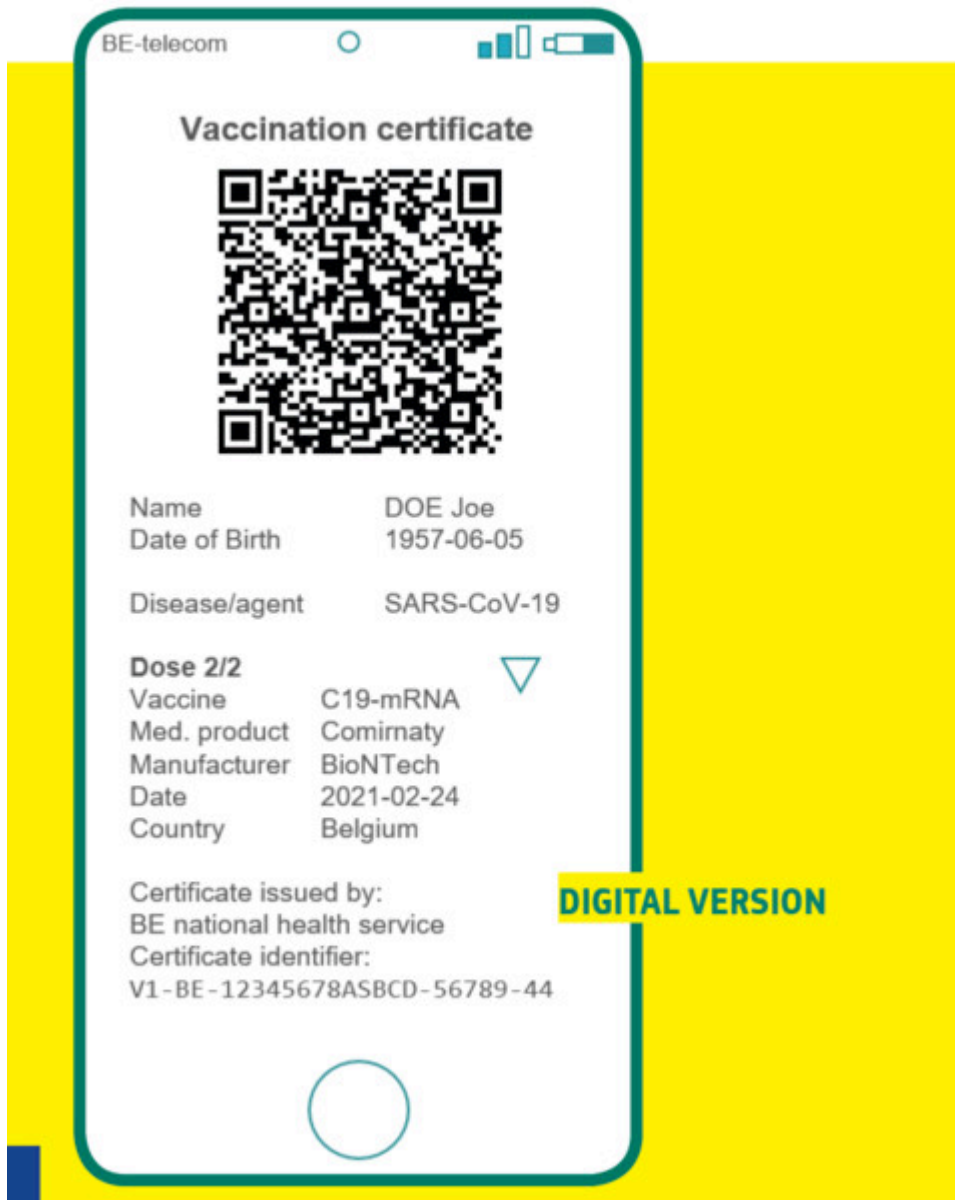 BE-telecom
Vaccination certificate
Name DOE Joe
Date of Birth 1957-06-05
Disease/agent SARS-CoV-19
Dose 2/2
Vaccine C19-mRNA
Med. product Comirnaty
Manufacturer BioNTech
Date 2021-02-24
Country Belgium
Certificate issued by:
BE national health service
Certificate identifier:
V1-BE-12345678ASBCD-56789-44
DIGITAL VERSION